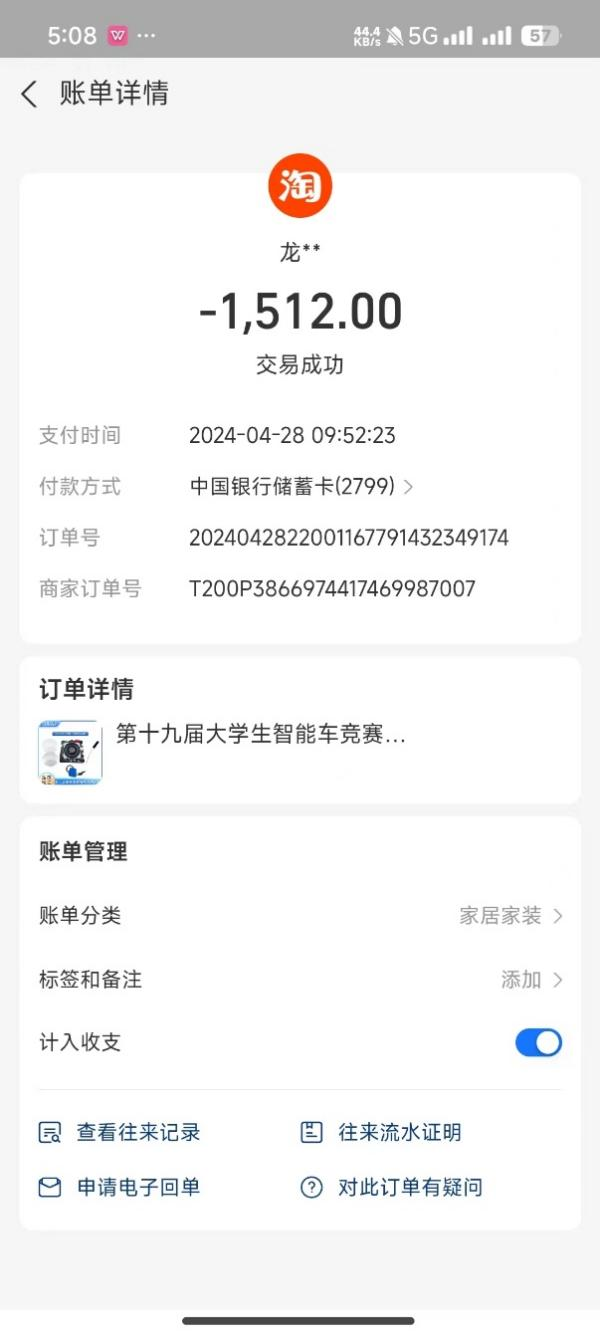 5:08 ··· 44.4 KB/s 5G 57
账单详情
淘
龙**
-1,512.00
交易成功
支付时间 2024-04-28 09:52:23
付款方式 中国银行储蓄卡(2799)
订单号 2024042822001167791432349174
商家订单号 T200P3866974417469987007
订单详情
第十九届大学生智能车竞赛...
账单管理
账单分类 家居家装
标签和备注 添加
计入收支
查看往来记录 往来流水证明
申请电子回单 对此订单有疑问